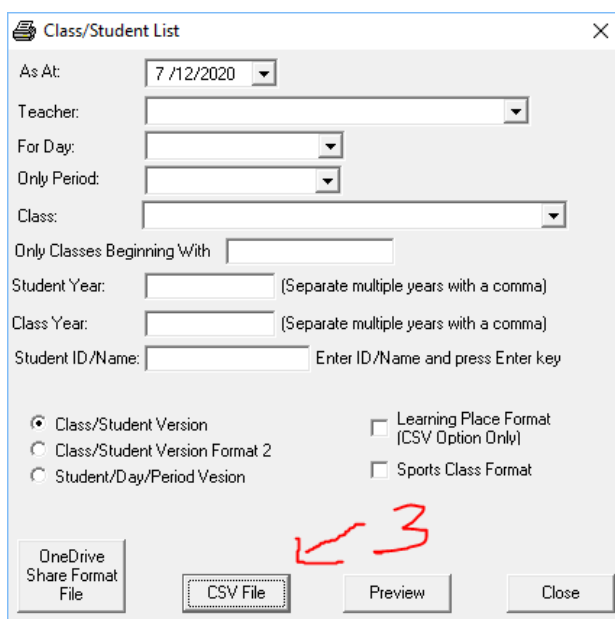 Class/Student List
As At: 7 /12/2020
Teacher:
For Day:
Only Period:
Class:
Only Classes Beginning With
Student Year: (Separate multiple years with a comma)
Class Year: (Separate multiple years with a comma)
Student ID/Name: Enter ID/Name and press Enter key
Class/Student Version
Class/Student Version Format 2
Student/Day/Period Vesion
Learning Place Format
(CSV Option Only)
Sports Class Format
3
OneDrive
Share Format
File
CSV File
Preview
Close